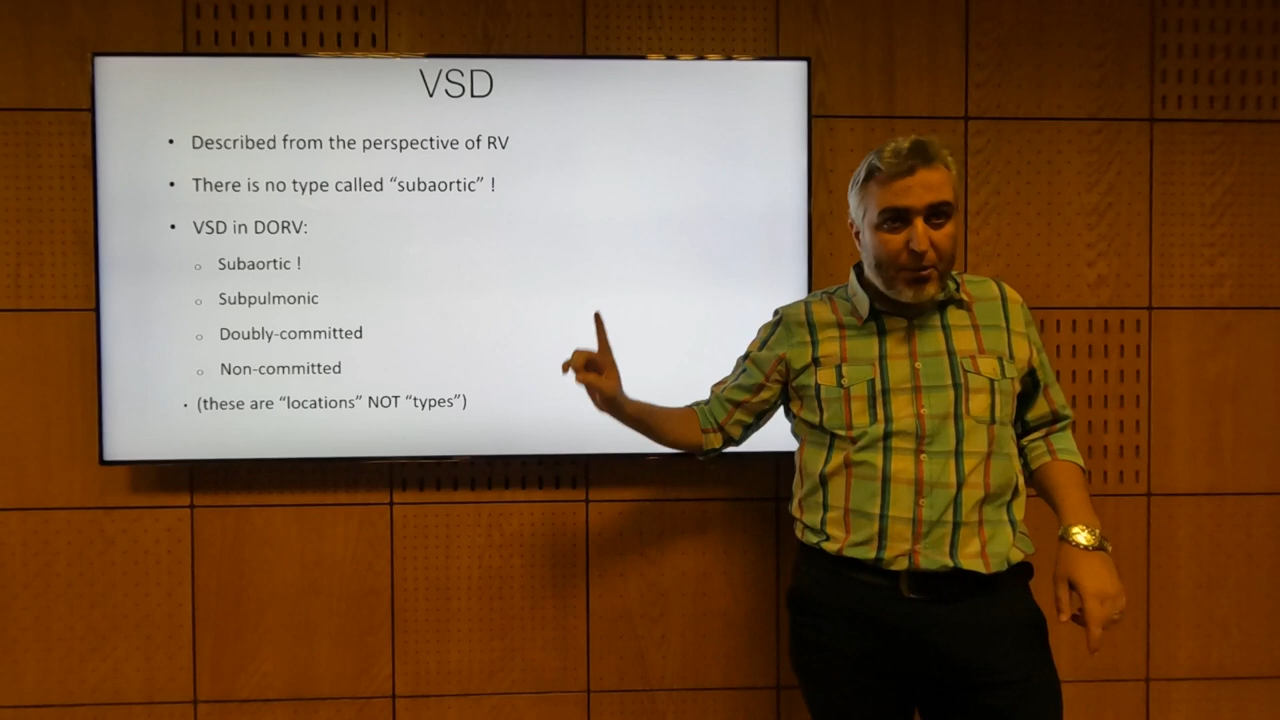 VSD
• Described from the perspective of RV
• There is no type called “subaortic” !
• VSD in DORV:
o Subaortic !
o Subpulmonic
o Doubly-committed
o Non-committed
• (these are “locations” NOT “types”)